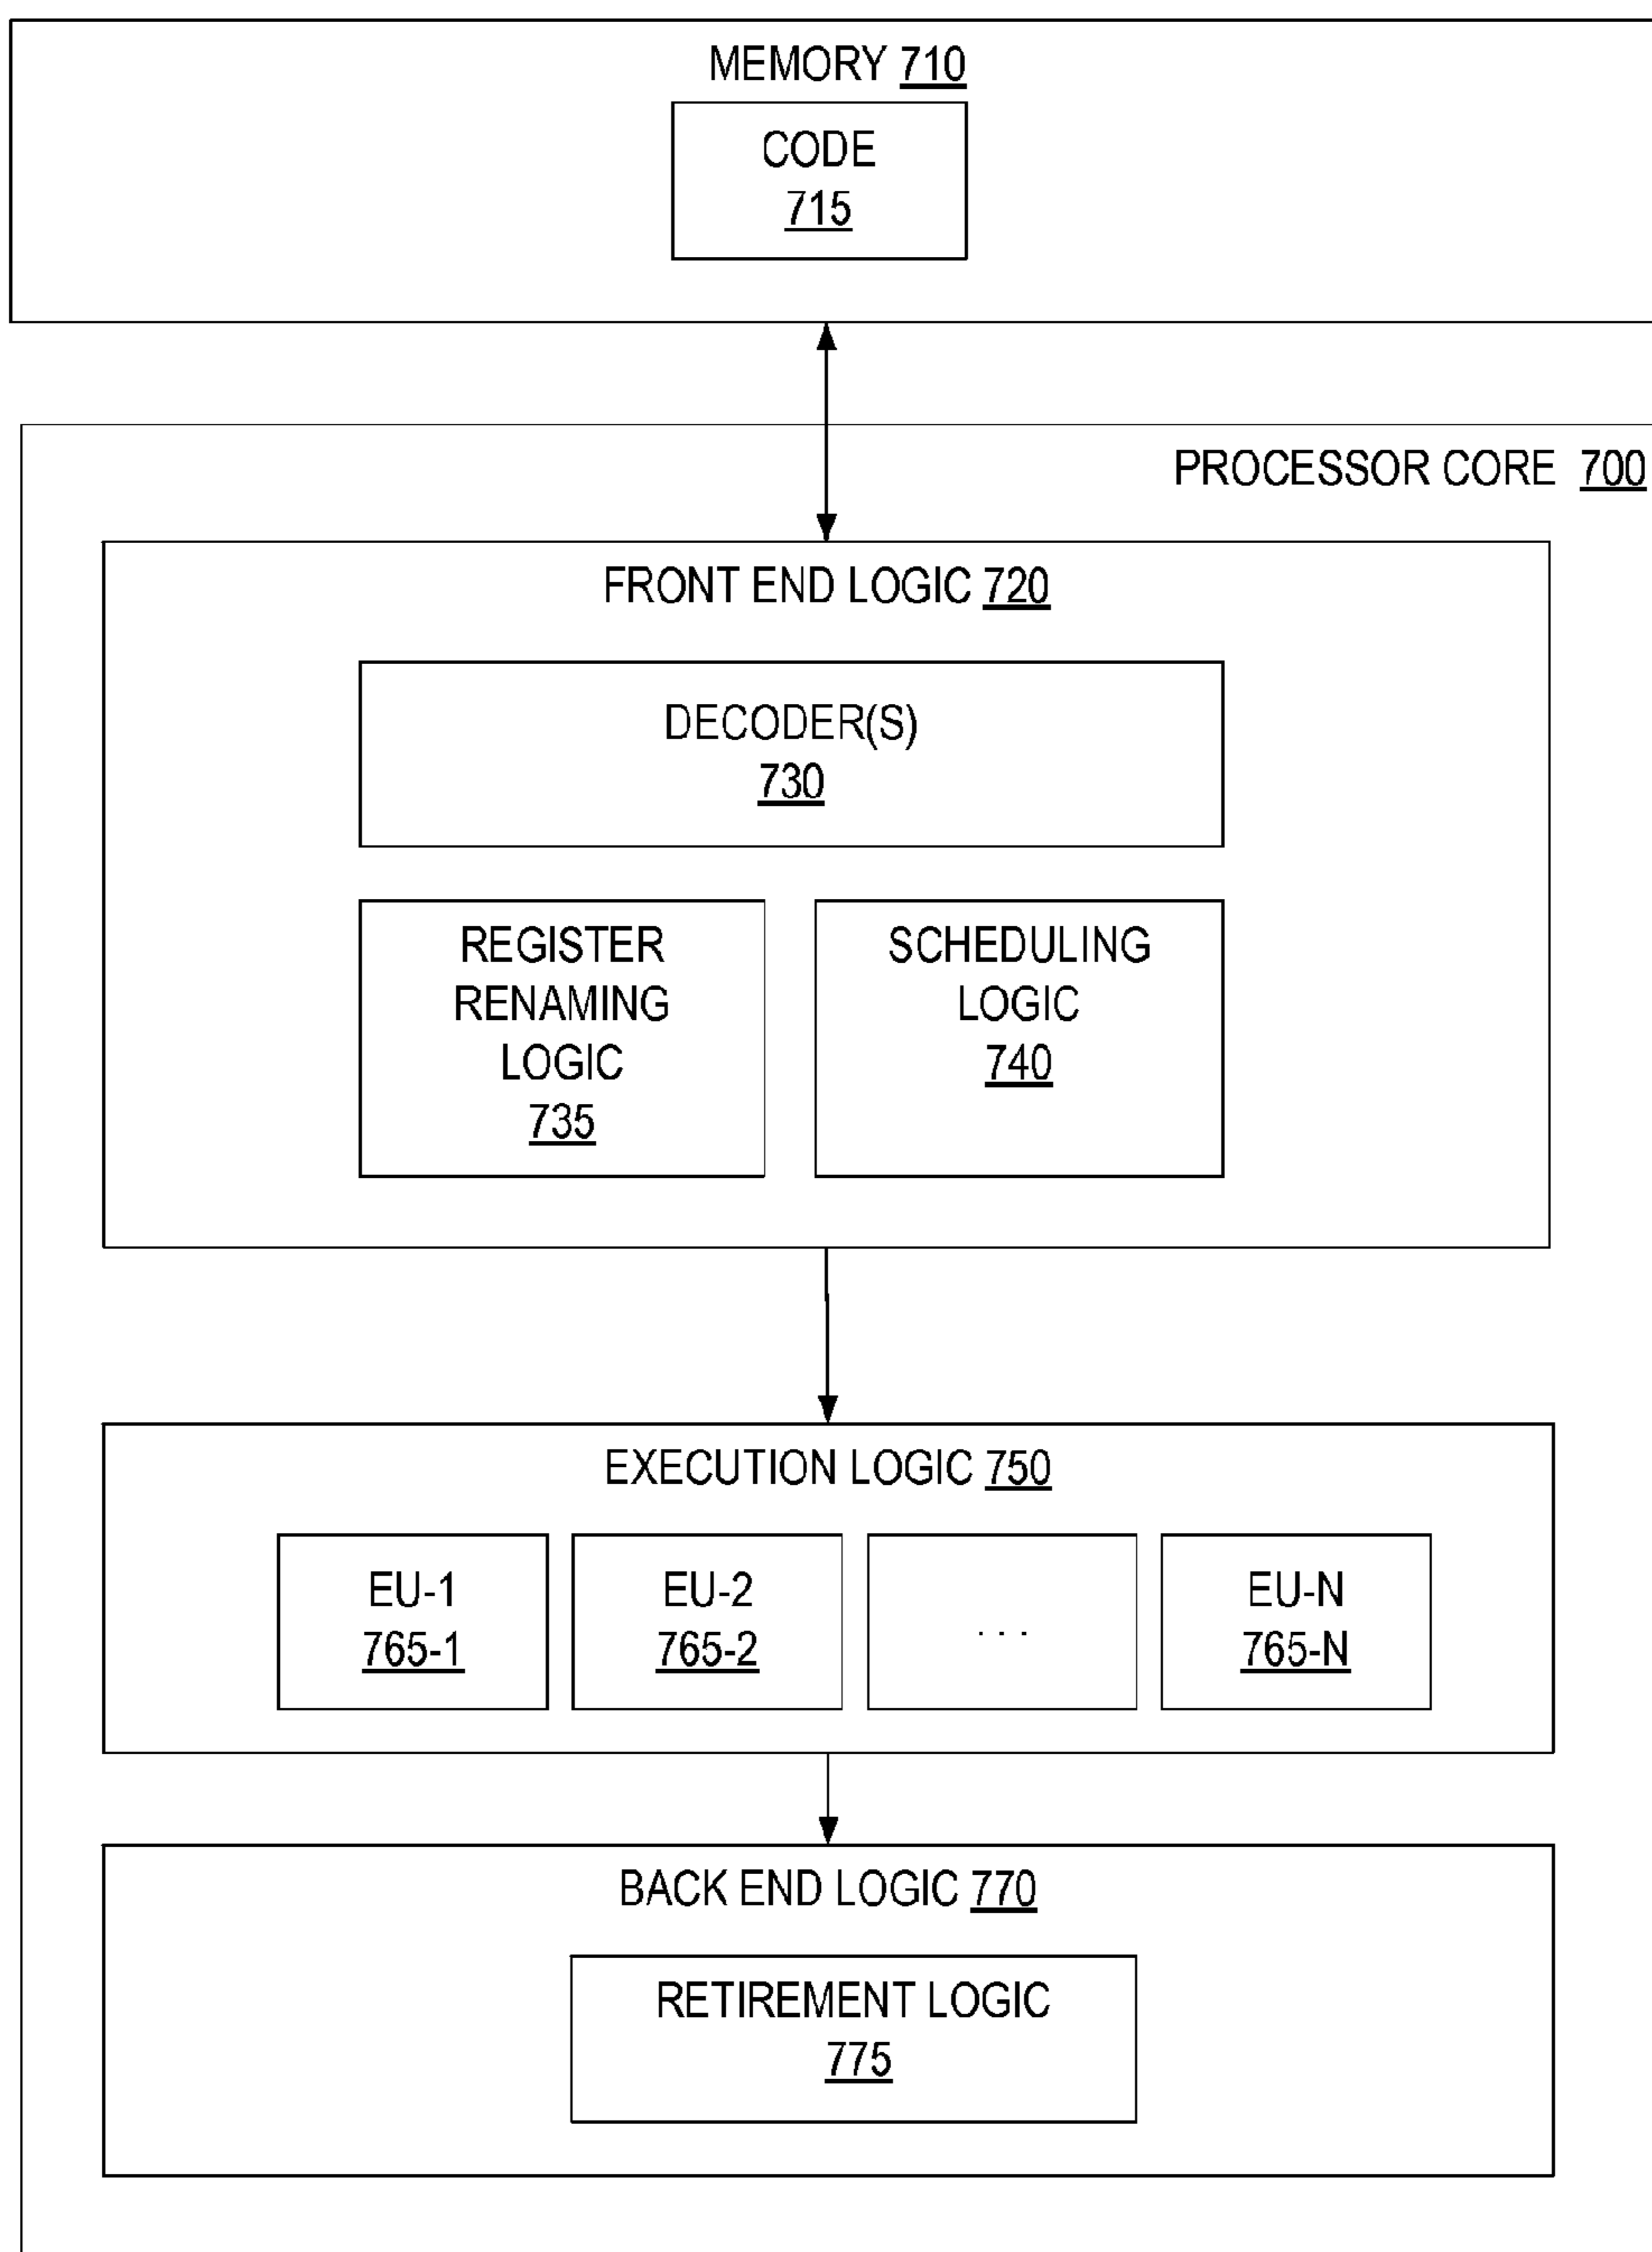 MEMORY 710
CODE
715
PROCESSOR CORE 700
FRONT END LOGIC 720
DECODER(S)
730
REGISTER
RENAMING
LOGIC
735
SCHEDULING
LOGIC
740
EXECUTION LOGIC 750
EU-1
765-1
EU-2
765-2
. . .
EU-N
765-N
BACK END LOGIC 770
RETIREMENT LOGIC
775